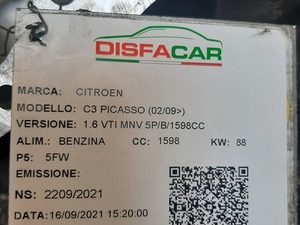 DISFACAR
MARCA: CITROEN
MODELLO: C3 PICASSO (02/09>)
VERSIONE: 1.6 VTI MNV 5P/B/1598CC
ALIM.: BENZINA CC: 1598 KW: 88
P5: 5FW
EMISSIONE:
NS: 2209/2021
DATA:16/09/2021 15:20:00